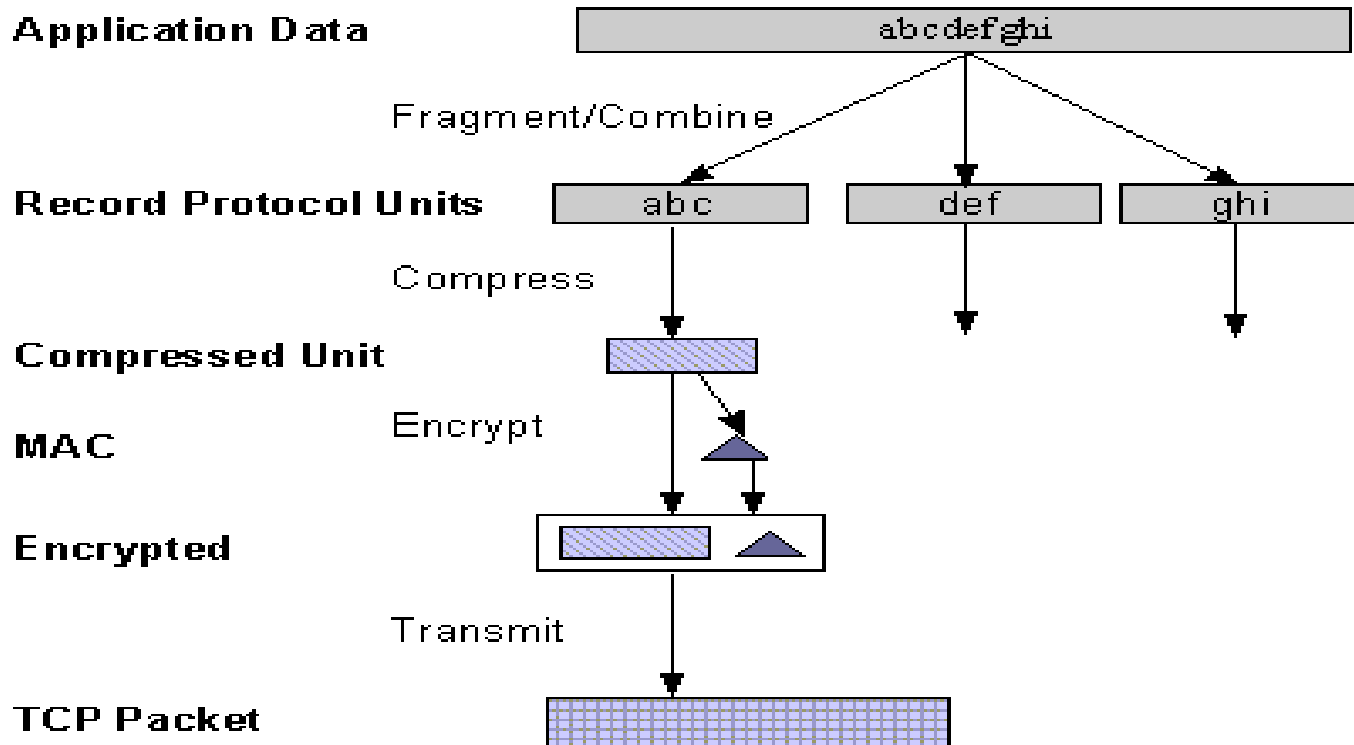 Application Data
abcdefghi
Fragment/Combine
Record Protocol Units
abc
def
ghi
Compress
Compressed Unit
Encrypt
MAC
Encrypted
Transmit
TCP Packet